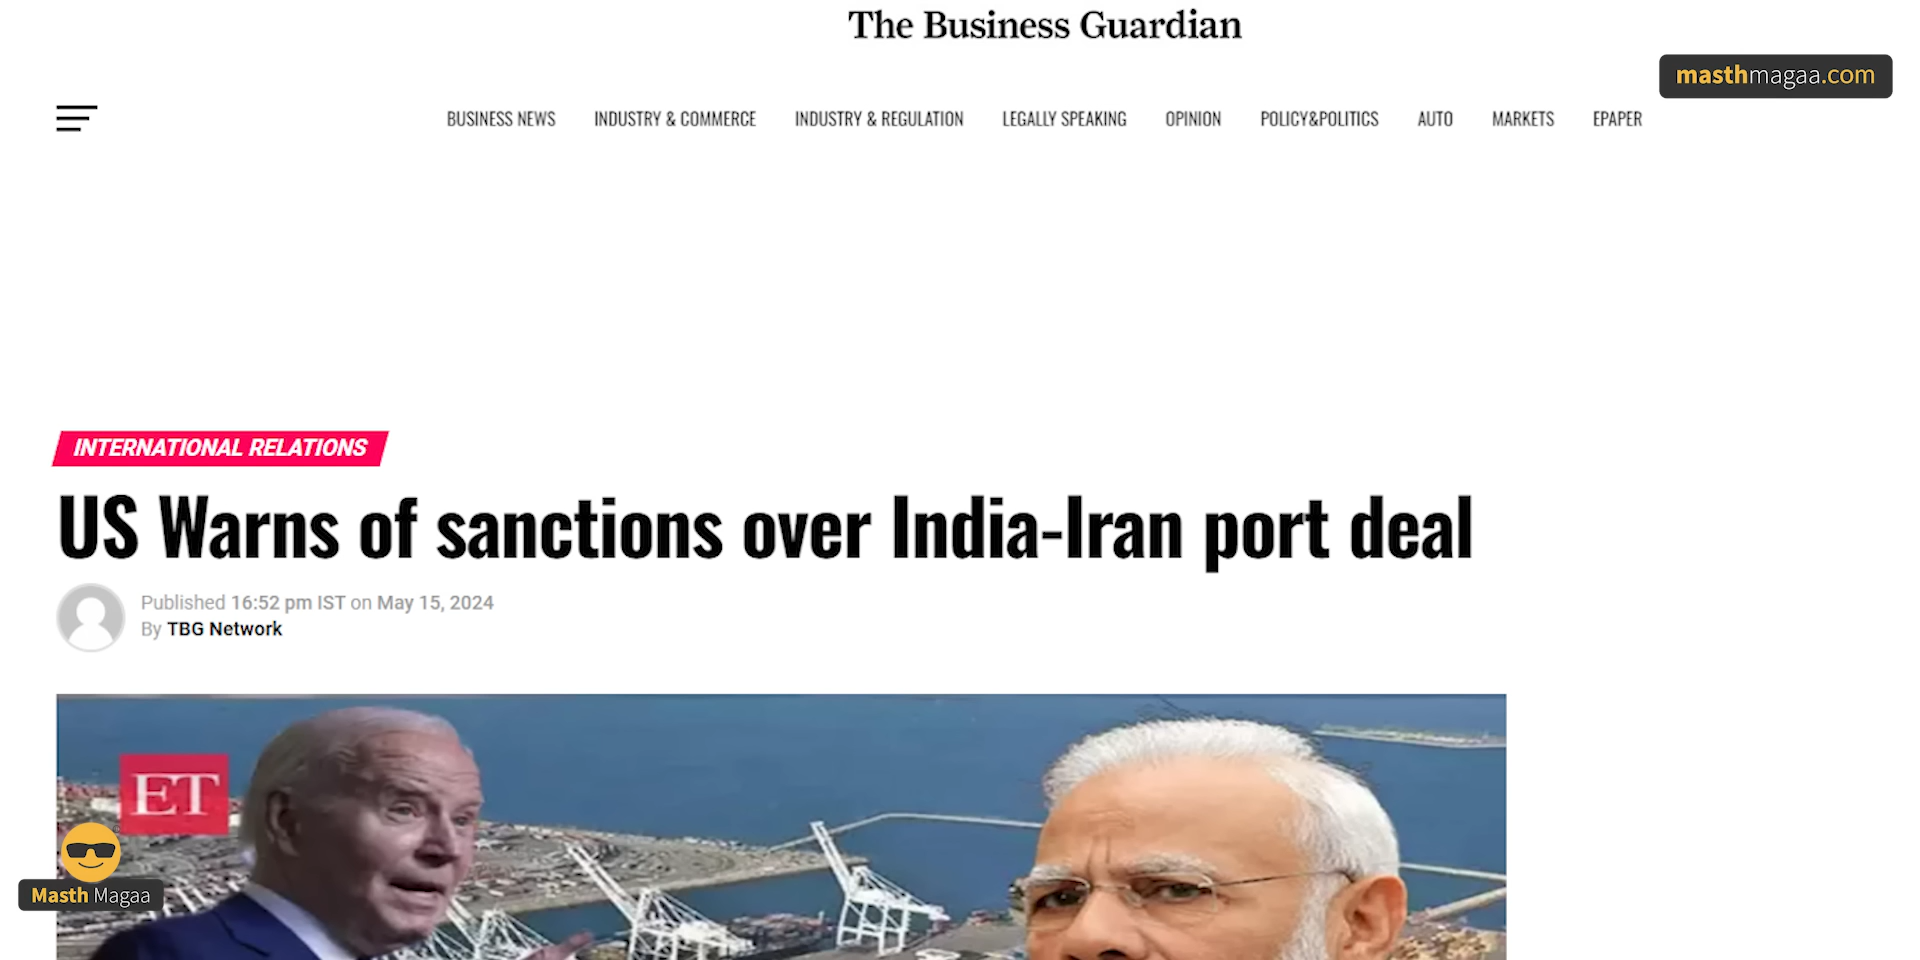 The Business Guardian
masthmagaa.com
BUSINESS NEWS INDUSTRY & COMMERCE INDUSTRY & REGULATION LEGALLY SPEAKING OPINION POLICY&POLITICS AUTO MARKETS EPAPER
INTERNATIONAL RELATIONS
US Warns of sanctions over India-Iran port deal
Published 16:52 pm IST on May 15, 2024
By TBG Network
ET
Masth Magaa